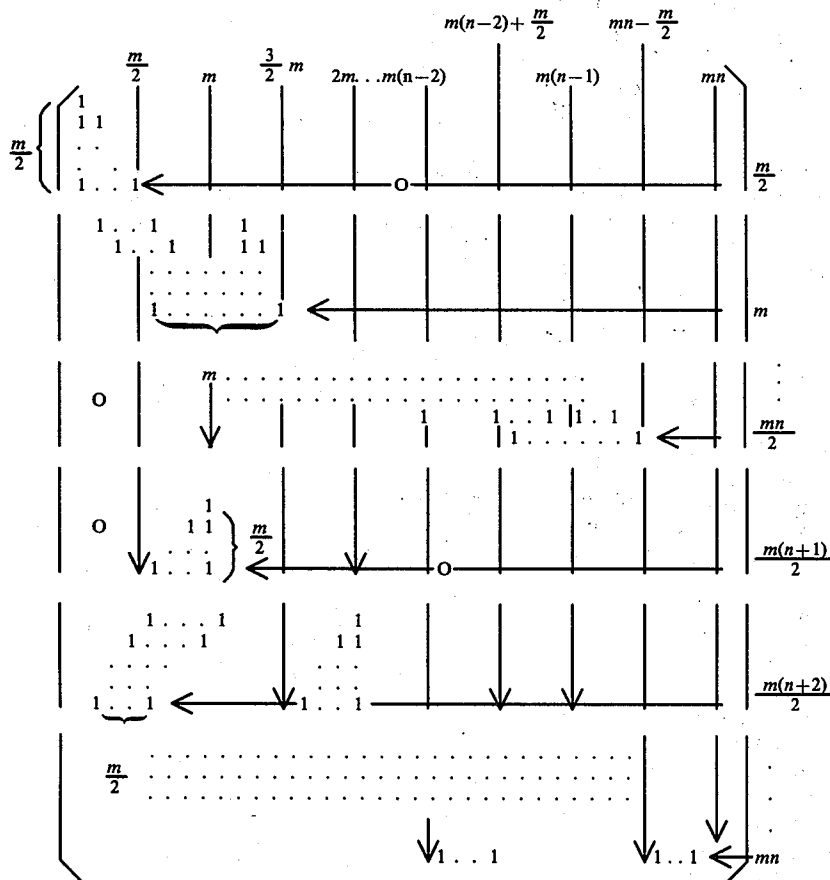 m(n−2)+ m/2 mn− m/2
m/2 m 3/2 m 2m...m(n−2) m(n−1) mn
1
1 1
. .
m/2
. .
1 . . 1 O m/2
1 . . 1 1
1 . . 1 1 1
. . . . . . .
. . . . . . .
1 . . . . . . 1 m
m . . . . . . . . . . . . . . . . . . . .
O . . . . . . . . . . . . . . . . . . . .
1 1 . . 1 1 . . 1
1 . . . . . . 1 mn/2
1
O 1 1 m/2
. . .
1 . . 1 O m(n+1)/2
1 . . . 1 1
1 . . . 1 1 1
. . . . . . .
. . . . . .
1 . . 1 1 . . 1 m(n+2)/2
. . . . . . . . . . . . . . . . . . . . . . . .
m/2 . . . . . . . . . . . . . . . . . . . . . . . .
. . . . . . . . . . . . . . . . . . . . . . . .
1 . . . 1 1 . . 1 mn